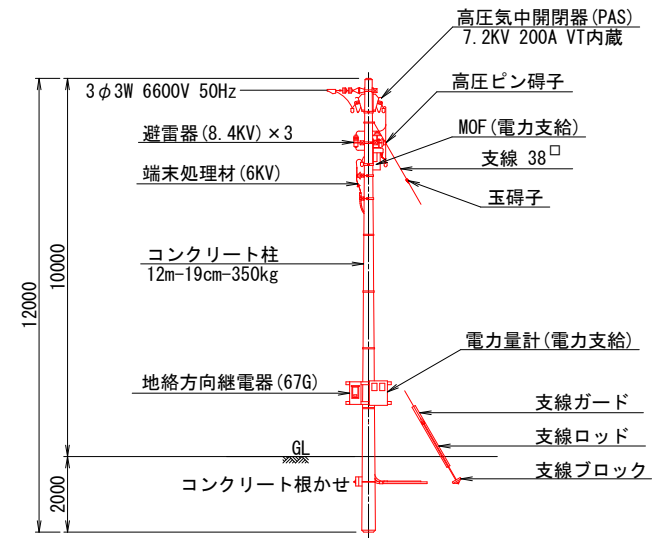 高圧気中開閉器(PAS)
7.2KV 200A VT内蔵
3φ3W 6600V 50Hz
高圧ピン碍子
避雷器(8.4KV)×3
MOF(電力支給)
支線 38□
端末処理材(6KV)
玉碍子
コンクリート柱
12m-19cm-350kg
10000
12000
電力量計(電力支給)
地絡方向継電器(67G)
支線ガード
支線ロッド
GL
支線ブロック
コンクリート根かせ
2000